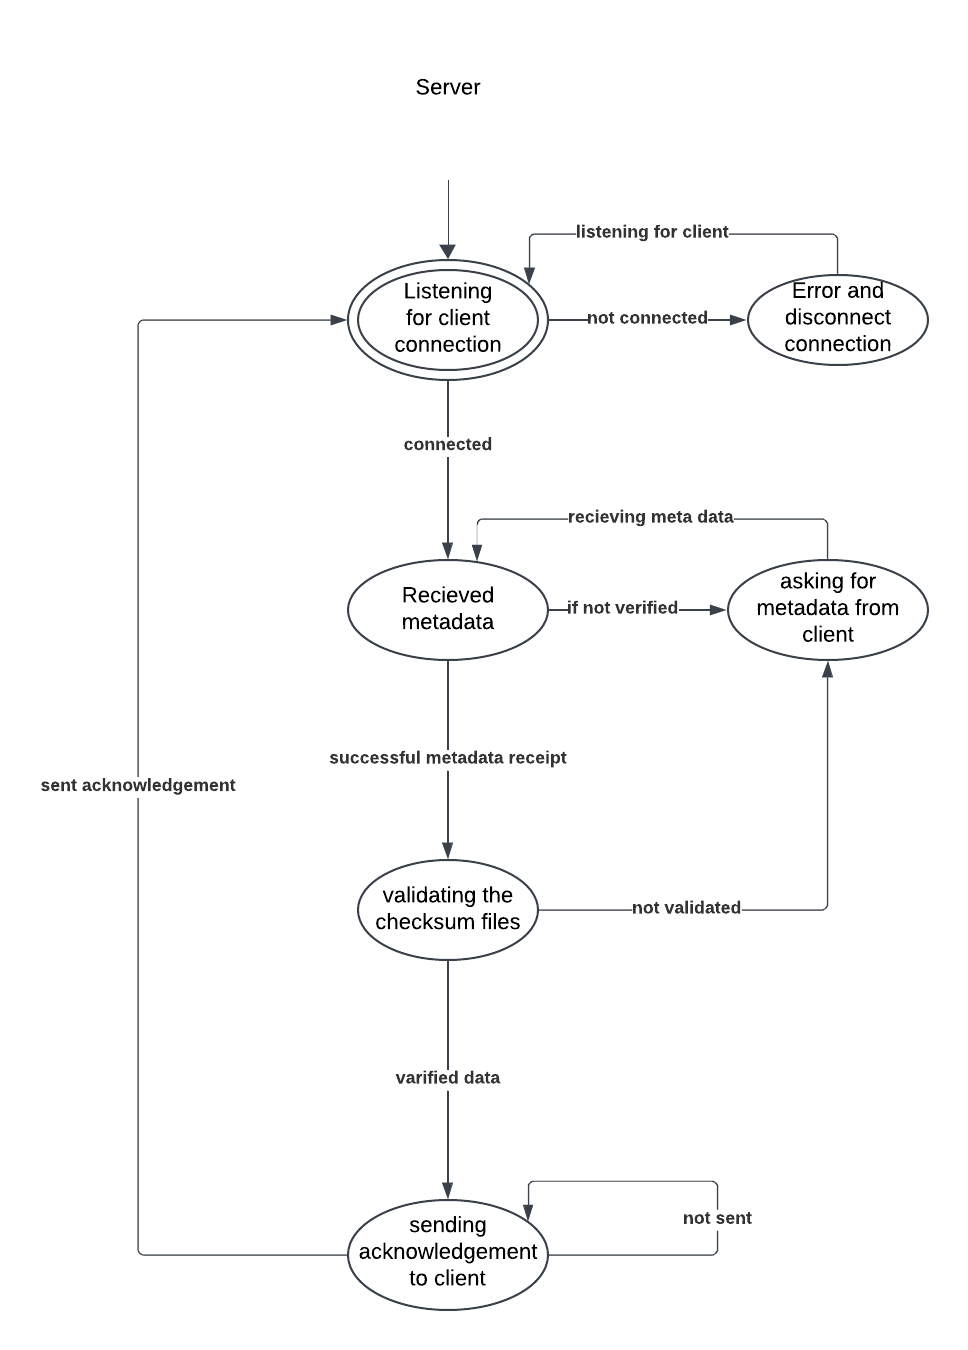 Server
listening for client
Listening
for client
connection
not connected
Error and
disconnect
connection
connected
recieving meta data
Recieved
metadata
if not verified
asking for
metadata from
client
successful metadata receipt
sent acknowledgement
validating the
checksum files
not validated
varified data
not sent
sending
acknowledgement
to client